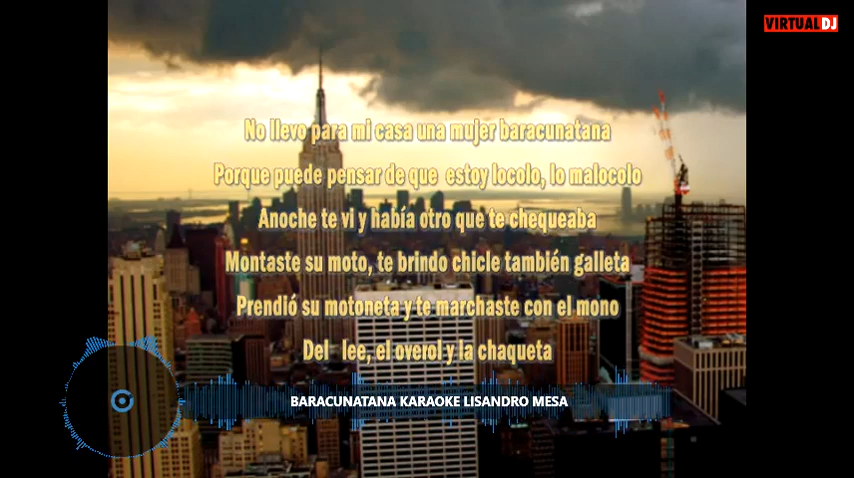 VIRTUALDJ
No llevo para mi casa una mujer baracunatana
Porque puede pensar de que estoy locolo, lo malocolo
Anoche te vi y había otro que te chequeaba
Montaste su moto, te brindo chicle también galleta
Prendió su motoneta y te marchaste con el mono
Del lee, el overol y la chaqueta
BARACUNATANA KARAOKE LISANDRO MESA